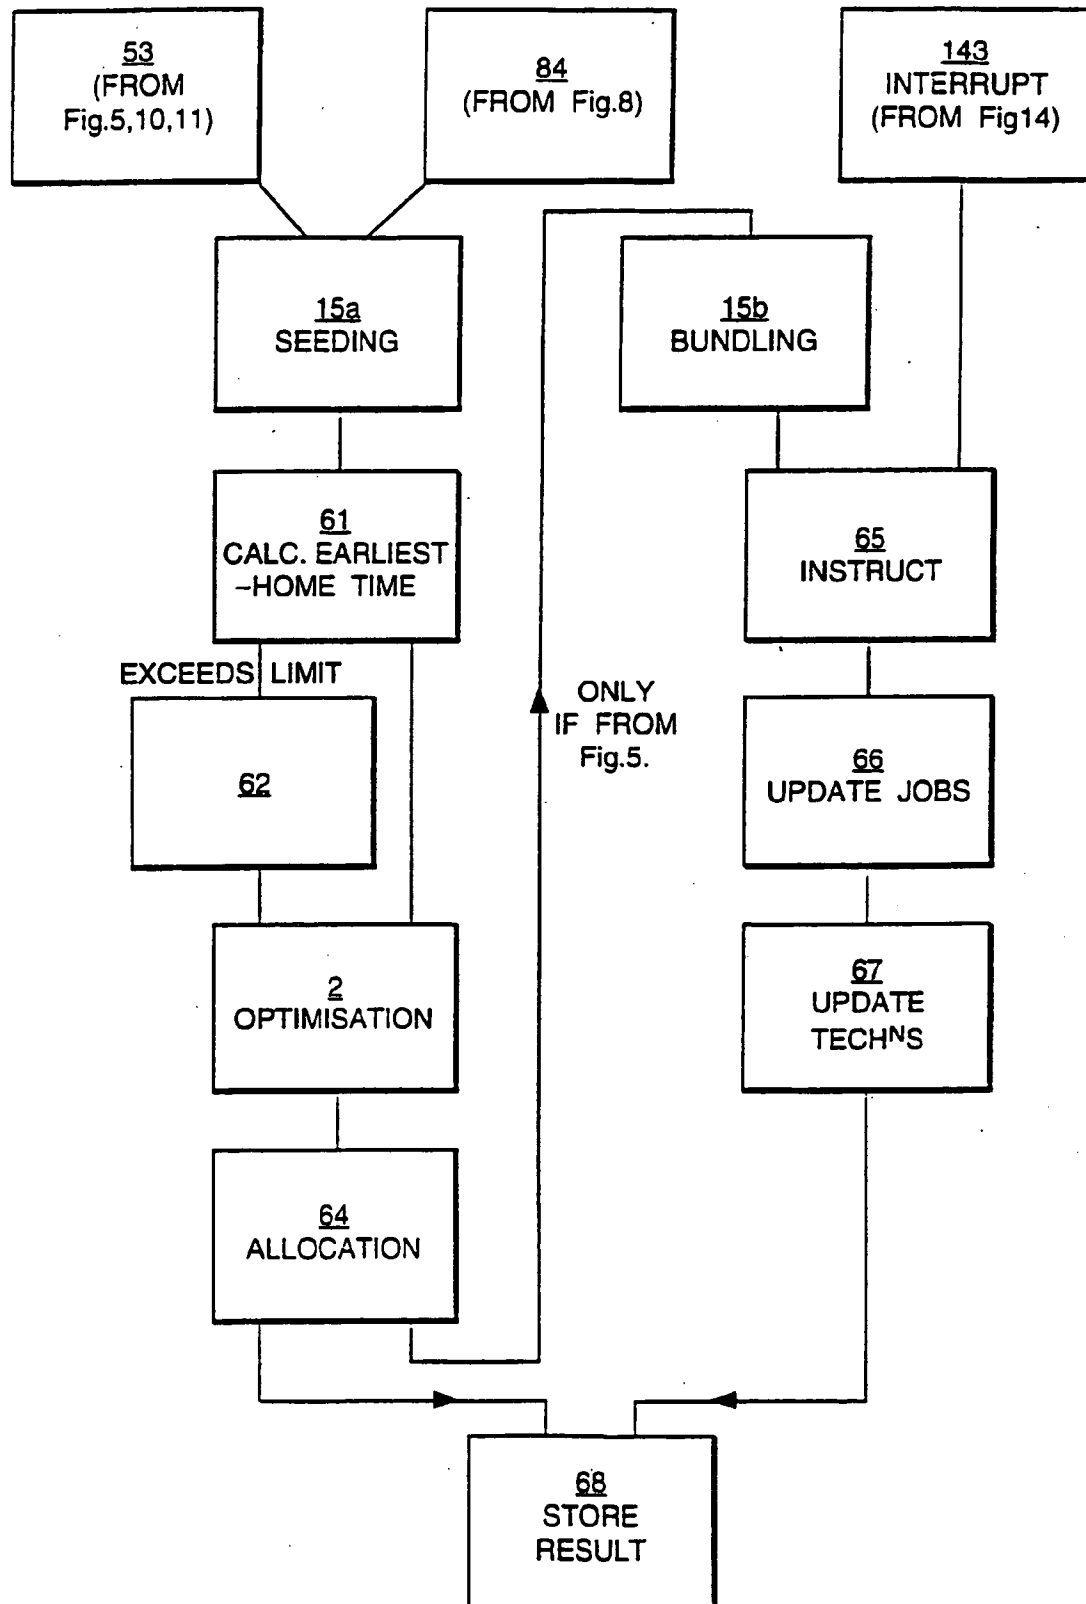 53
(FROM
Fig.5,10,11)
84
(FROM Fig.8)
143
INTERRUPT
(FROM Fig14)
15a
SEEDING
15b
BUNDLING
61
CALC. EARLIEST
–HOME TIME
65
INSTRUCT
EXCEEDS LIMIT
ONLY
IF FROM
Fig.5.
62
66
UPDATE JOBS
2
OPTIMISATION
67
UPDATE
TECHNS
64
ALLOCATION
68
STORE
RESULT